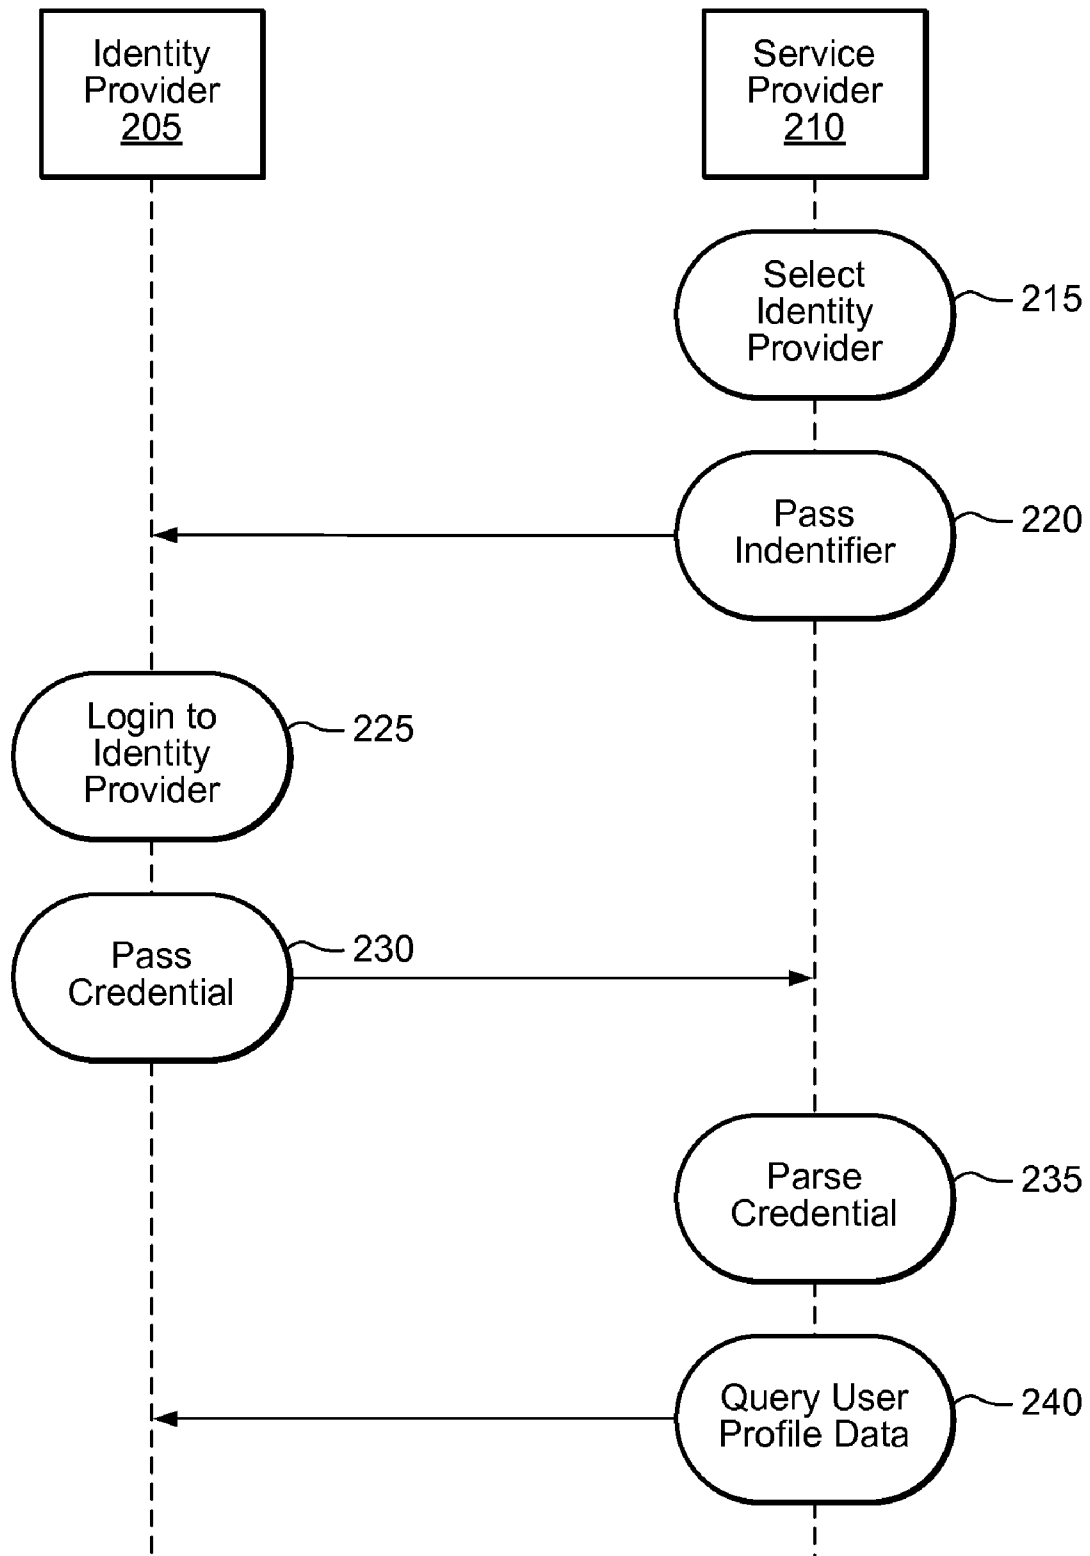 Identity
Provider
205
Service
Provider
210
Select
Identity
Provider
215
Pass
Indentifier
220
Login to
Identity
Provider
225
Pass
Credential
230
Parse
Credential
235
Query User
Profile Data
240